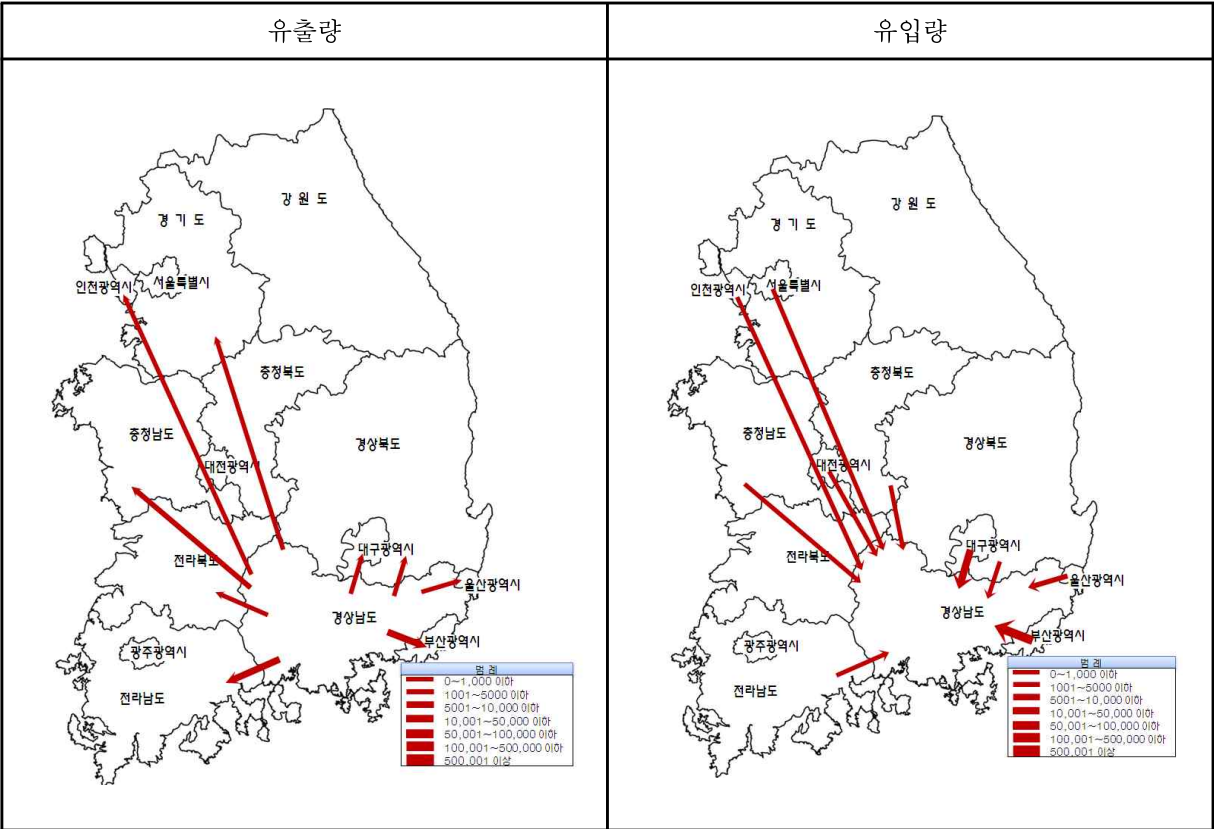 유출량
유입량
강 원 도
경 기 도
서울특별시
인천광역시
충청북도
충청남도
경상북도
대전광역시
대구광역시
전라북도
울산광역시
경상남도
부산광역시
광주광역시
전라남도
범 례
0~1,000 이하
1001~5000 이하
5001~10,000 이하
10,001~50,000 이하
50,001~100,000 이하
100,001~500,000 이하
500,001 이상
강 원 도
경 기 도
서울특별시
인천광역시
충청북도
충청남도
경상북도
대전광역시
대구광역시
전라북도
울산광역시
경상남도
부산광역시
광주광역시
전라남도
범 례
0~1,000 이하
1001~5000 이하
5001~10,000 이하
10,001~50,000 이하
50,001~100,000 이하
100,001~500,000 이하
500,001 이상